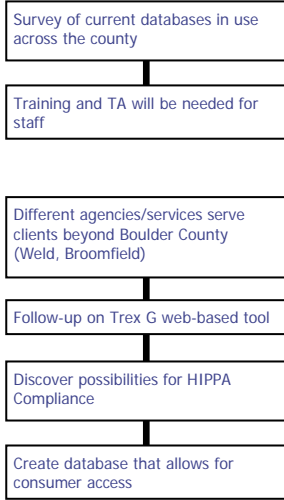 Survey of current databases in use
across the county
Training and TA will be needed for
staff
Different agencies/services serve
clients beyond Boulder County
(Weld, Broomfield)
Follow-up on Trex G web-based tool
Discover possibilities for HIPPA
Compliance
Create database that allows for
consumer access